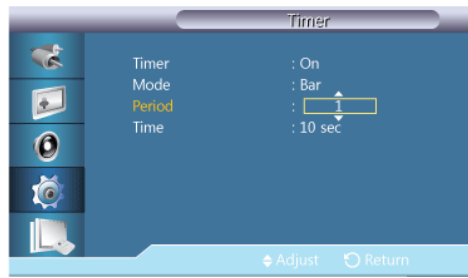 Timer
Timer : On
Mode : Bar
Period : 1
Time : 10 sec
Adjust Return